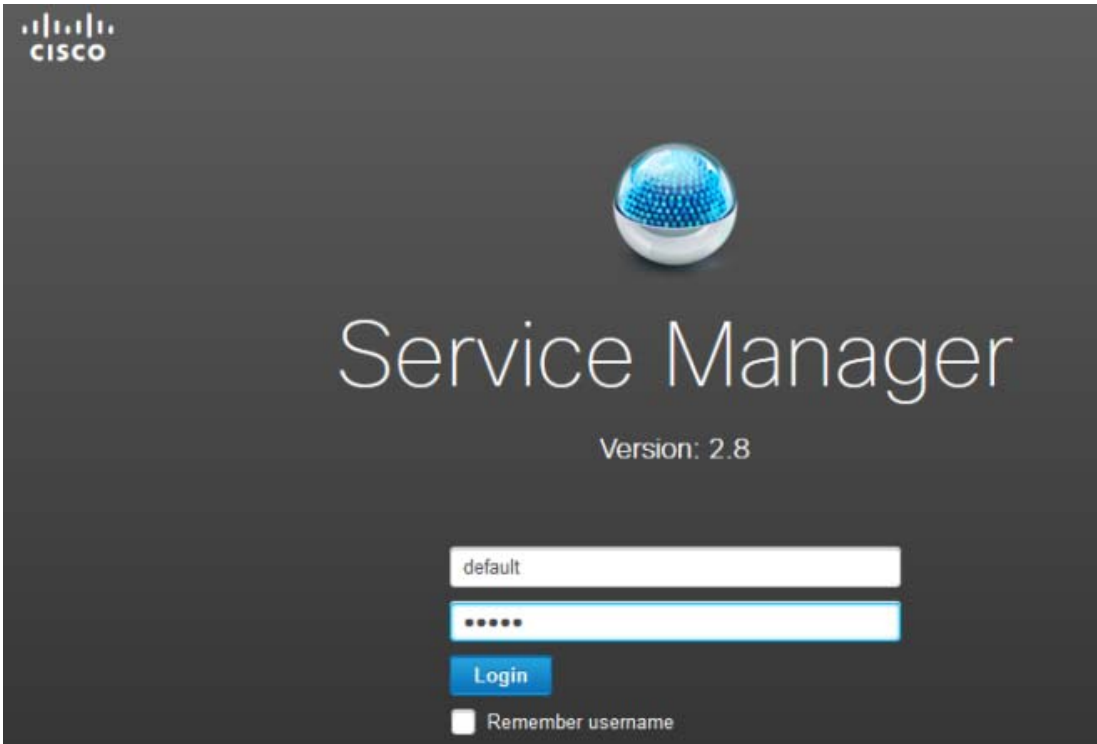 CISCO
Service Manager
Version: 2.8
default
•••••
Login
Remember username